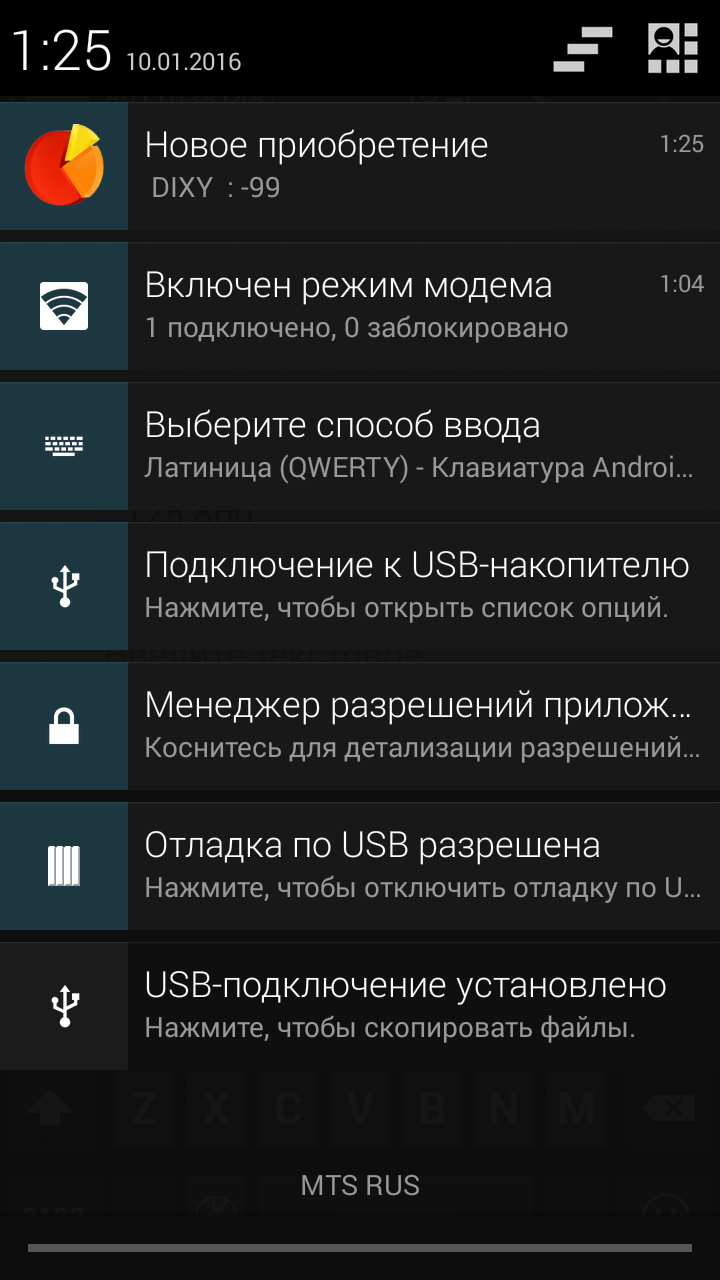 1:25 10.01.2016
Новое приобретение 1:25
DIXY : -99
Включен режим модема 1:04
1 подключено, 0 заблокировано
Выберите способ ввода
Латиница (QWERTY) - Клавиатура Androi...
Подключение к USB-накопителю
Нажмите, чтобы открыть список опций.
Менеджер разрешений прилож...
Коснитесь для детализации разрешений...
Отладка по USB разрешена
Нажмите, чтобы отключить отладку по U...
USB-подключение установлено
Нажмите, чтобы скопировать файлы.
Z X C V B N M
MTS RUS